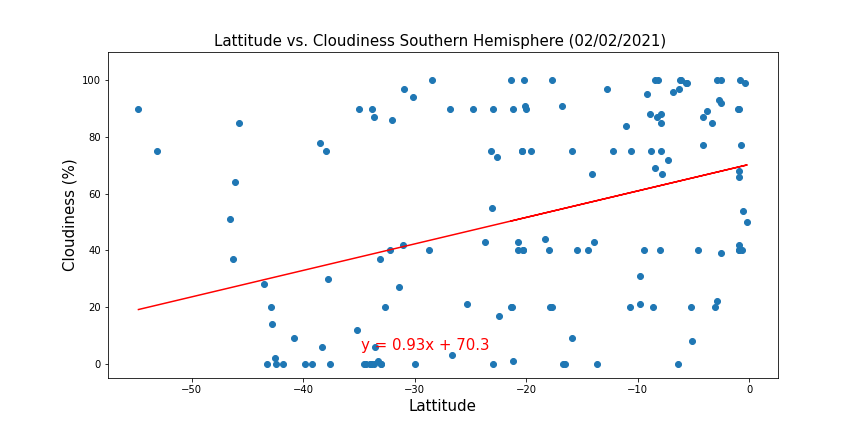 Lattitude vs. Cloudiness Southern Hemisphere (02/02/2021)
100
80
60
40
20
0
Cloudiness (%)
y = 0.93x + 70.3
−50 −40 −30 −20 −10 0
Lattitude